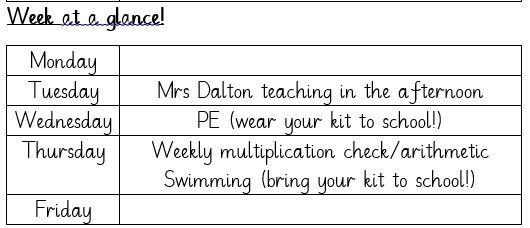 Week at a glance!
Monday
Tuesday Mrs Dalton teaching in the afternoon
Wednesday PE (wear your kit to school!)
Thursday Weekly multiplication check/arithmetic
Swimming (bring your kit to school!)
Friday